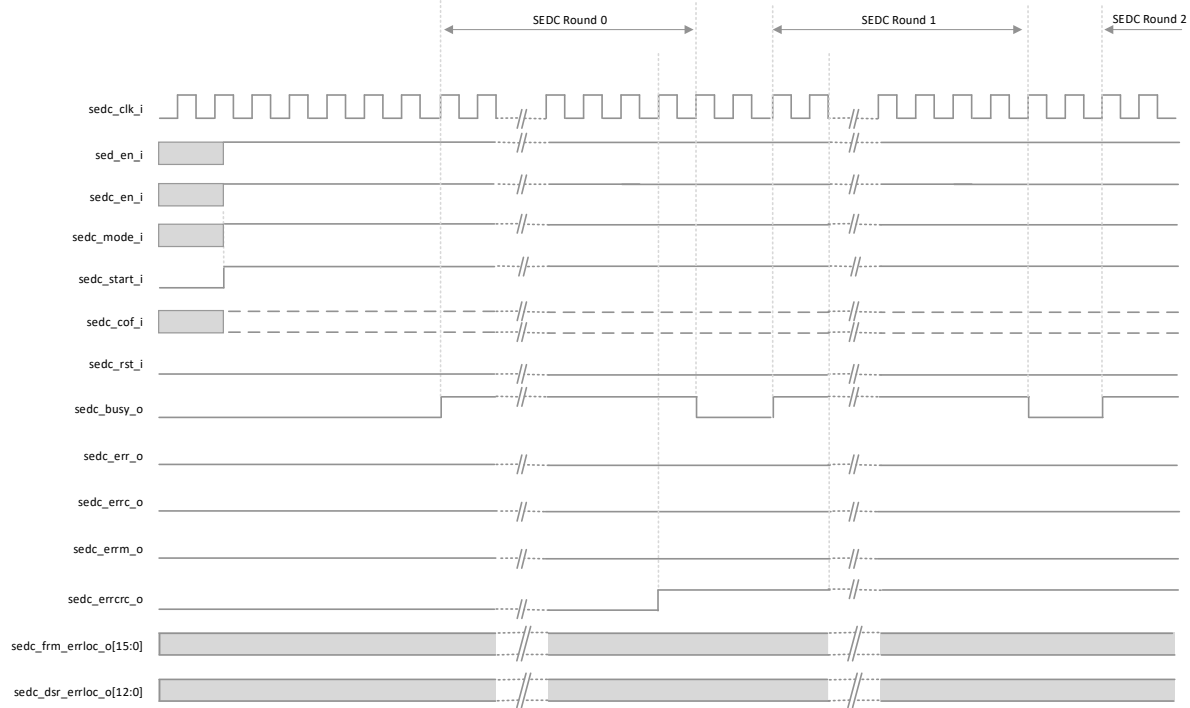 SEDC Round 0
SEDC Round 1
SEDC Round 2
sedc_clk_i
sed_en_i
sedc_en_i
sedc_mode_i
sedc_start_i
sedc_cof_i
sedc_rst_i
sedc_busy_o
sedc_err_o
sedc_errc_o
sedc_errm_o
sedc_errcrc_o
sedc_frm_errloc_o[15:0]
sedc_dsr_errloc_o[12:0]